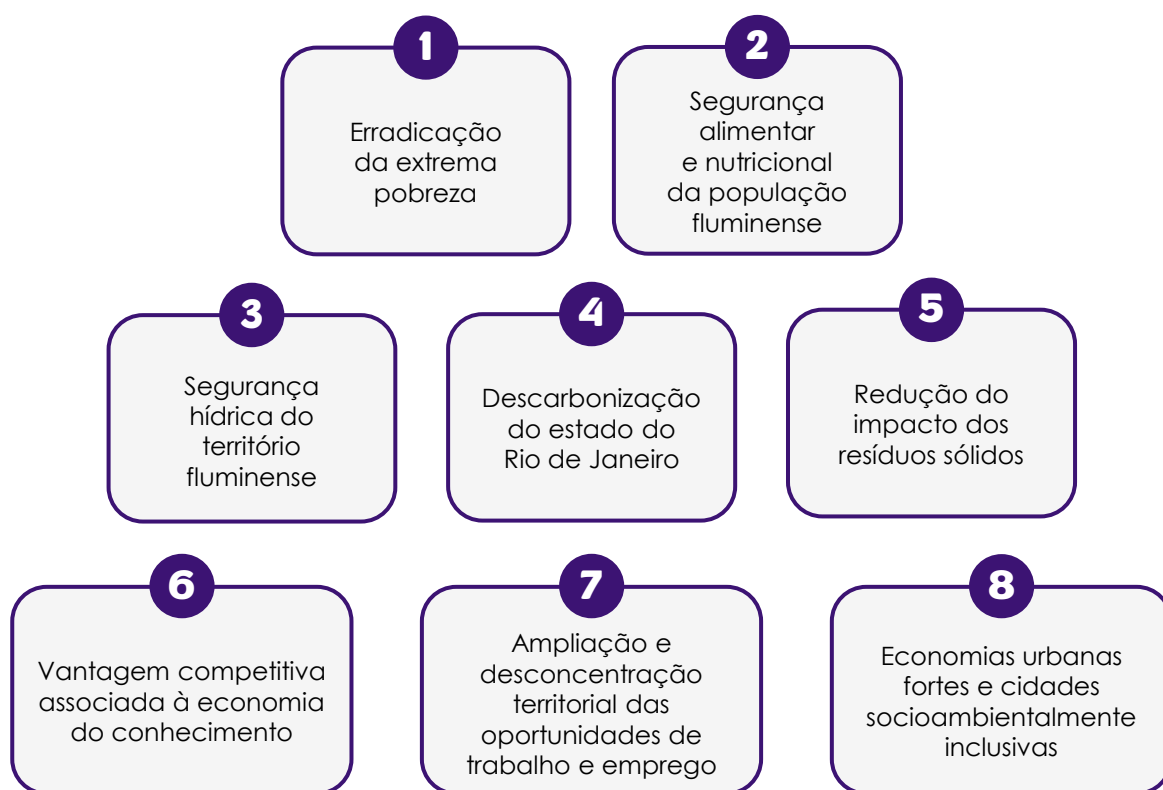 1
Erradicação
da extrema
pobreza
2
Segurança
alimentar
e nutricional
da população
fluminense
3
Segurança
hídrica do
território
fluminense
4
Descarbonização
do estado do
Rio de Janeiro
5
Redução do
impacto dos
resíduos sólidos
6
Vantagem competitiva
associada à economia
do conhecimento
7
Ampliação e
desconcentração
territorial das
oportunidades de
trabalho e emprego
8
Economias urbanas
fortes e cidades
socioambientalmente
inclusivas